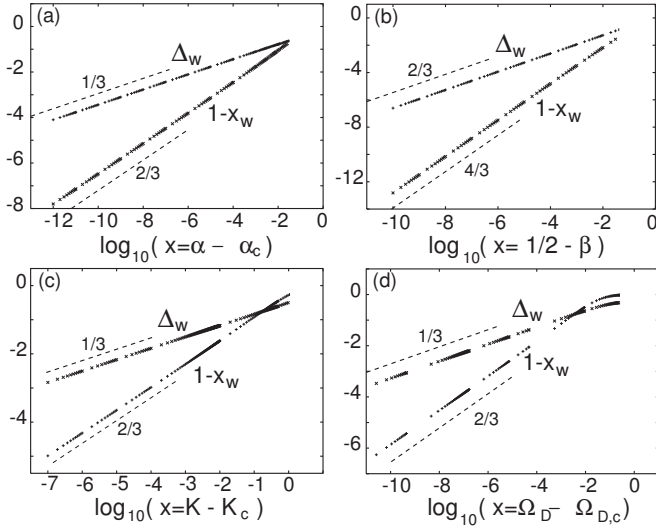 (a)
0
-2
-4
-6
-8
1/3
Δw
1-xw
2/3
-12 -10 -8 -6 -4 -2 0
log10( x=α - αc)
(b)
0
-4
-8
-12
2/3
Δw
1-xw
4/3
-10 -8 -6 -4 -2 0
log10( x= 1/2 - β)
(c)
0
-2
-4
1/3
Δw
1-xw
2/3
-7 -6 -5 -4 -3 -2 -1 0 1
log10( x=K - Kc)
(d)
0
-2
-4
-6
1/3
Δw
1-xw
2/3
-10 -8 -6 -4 -2 0
log10( x=ΩD- ΩD,c)